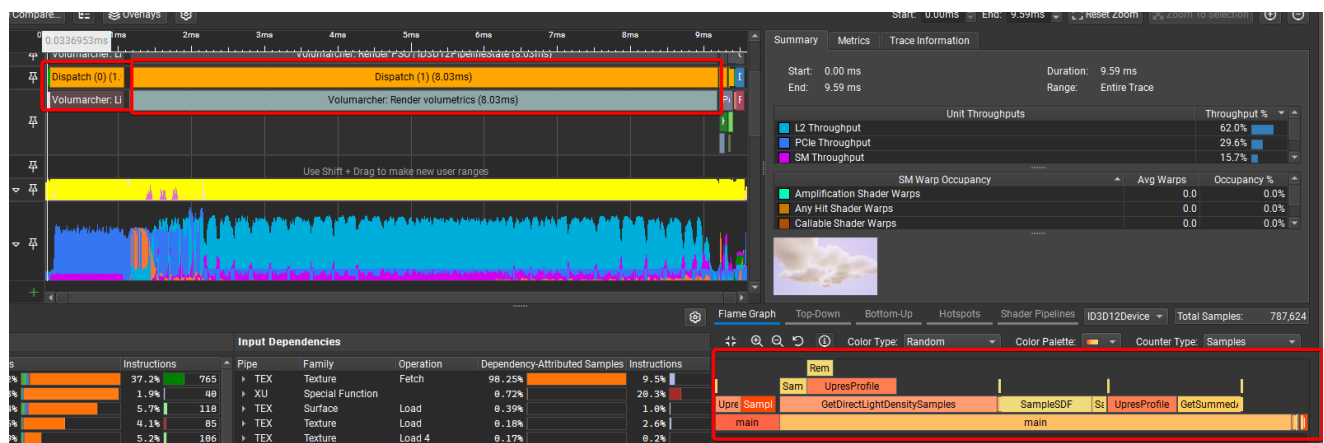 Compare... Overlays Start: 0.00ms End: 9.59ms Reset Zoom Zoom To Selection
0.0336953ms 2ms 3ms 4ms 5ms 6ms 7ms 8ms 9ms
Volumarcher: Li Volumarcher: Render PSO | ID3D12PipelineState (8.03ms)
Dispatch (0) (1. Dispatch (1) (8.03ms)
Volumarcher: Li Volumarcher: Render volumetrics (8.03ms)
Use Shift + Drag to make new user ranges
Summary Metrics Trace Information
Start: 0.00 ms Duration: 9.59 ms
End: 9.59 ms Range: Entire Trace
Unit Throughputs Throughput %
L2 Throughput 62.0%
PCIe Throughput 29.6%
SM Throughput 15.7%
SM Warp Occupancy Avg Warps Occupancy %
Amplification Shader Warps 0.0 0.0%
Any Hit Shader Warps 0.0 0.0%
Callable Shader Warps 0.0 0.0%
Flame Graph Top-Down Bottom-Up Hotspots Shader Pipelines ID3D12Device Total Samples: 787,624
Color Type: Random Color Palette: Counter Type: Samples
Input Dependencies
Instructions Pipe Family Operation Dependency-Attributed Samples Instructions
37.2% 765 TEX Texture Fetch 98.25% 9.5%
1.9% 40 XU Special Function 0.72% 20.3%
5.7% 118 TEX Surface Load 0.39% 1.0%
4.1% 85 TEX Texture Load 0.18% 2.6%
5.2% 106 TEX Texture Load 4 0.17% 0.2%
Rem
Sam UpresProfile
Upre Sampl GetDirectLightDensitySamples SampleSDF Sa UpresProfile GetSummed
main main